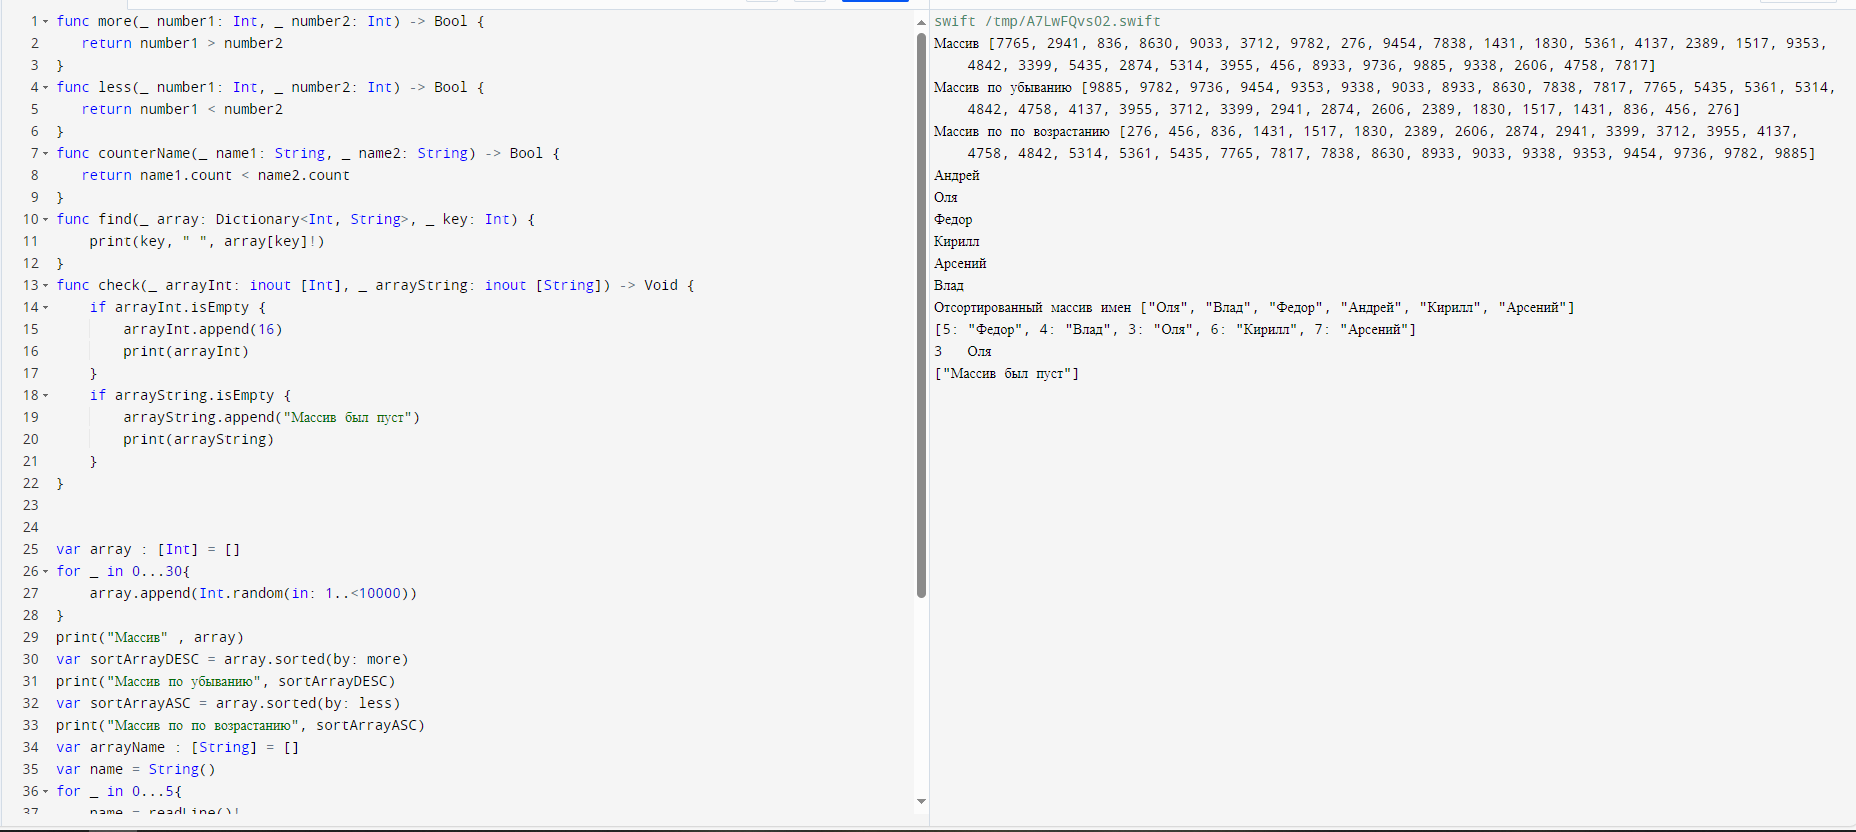 1 func more(_ number1: Int, _ number2: Int) -> Bool {
2 return number1 > number2
3 }
4 func less(_ number1: Int, _ number2: Int) -> Bool {
5 return number1 < number2
6 }
7 func counterName(_ name1: String, _ name2: String) -> Bool {
8 return name1.count < name2.count
9 }
10 func find(_ array: Dictionary<Int, String>, _ key: Int) {
11 print(key, " ", array[key]!)
12 }
13 func check(_ arrayInt: inout [Int], _ arrayString: inout [String]) -> Void {
14 if arrayInt.isEmpty {
15 arrayInt.append(16)
16 print(arrayInt)
17 }
18 if arrayString.isEmpty {
19 arrayString.append("Массив был пуст")
20 print(arrayString)
21 }
22 }
23
24
25 var array : [Int] = []
26 for _ in 0...30{
27 array.append(Int.random(in: 1..<10000))
28 }
29 print("Массив" , array)
30 var sortArrayDESC = array.sorted(by: more)
31 print("Массив по убыванию", sortArrayDESC)
32 var sortArrayASC = array.sorted(by: less)
33 print("Массив по по возрастанию", sortArrayASC)
34 var arrayName : [String] = []
35 var name = String()
36 for _ in 0...5{
37 name = readLine()!
swift /tmp/A7LwFQvsO2.swift
Массив [7765, 2941, 836, 8630, 9033, 3712, 9782, 276, 9454, 7838, 1431, 1830, 5361, 4137, 2389, 1517, 9353,
4842, 3399, 5435, 2874, 5314, 3955, 456, 8933, 9736, 9885, 9338, 2606, 4758, 7817]
Массив по убыванию [9885, 9782, 9736, 9454, 9353, 9338, 9033, 8933, 8630, 7838, 7817, 7765, 5435, 5361, 5314,
4842, 4758, 4137, 3955, 3712, 3399, 2941, 2874, 2606, 2389, 1830, 1517, 1431, 836, 456, 276]
Массив по по возрастанию [276, 456, 836, 1431, 1517, 1830, 2389, 2606, 2874, 2941, 3399, 3712, 3955, 4137,
4758, 4842, 5314, 5361, 5435, 7765, 7817, 7838, 8630, 8933, 9033, 9338, 9353, 9454, 9736, 9782, 9885]
Андрей
Оля
Федор
Кирилл
Арсений
Влад
Отсортированный массив имен ["Оля", "Влад", "Федор", "Андрей", "Кирилл", "Арсений"]
[5: "Федор", 4: "Влад", 3: "Оля", 6: "Кирилл", 7: "Арсений"]
3 Оля
["Массив был пуст"]